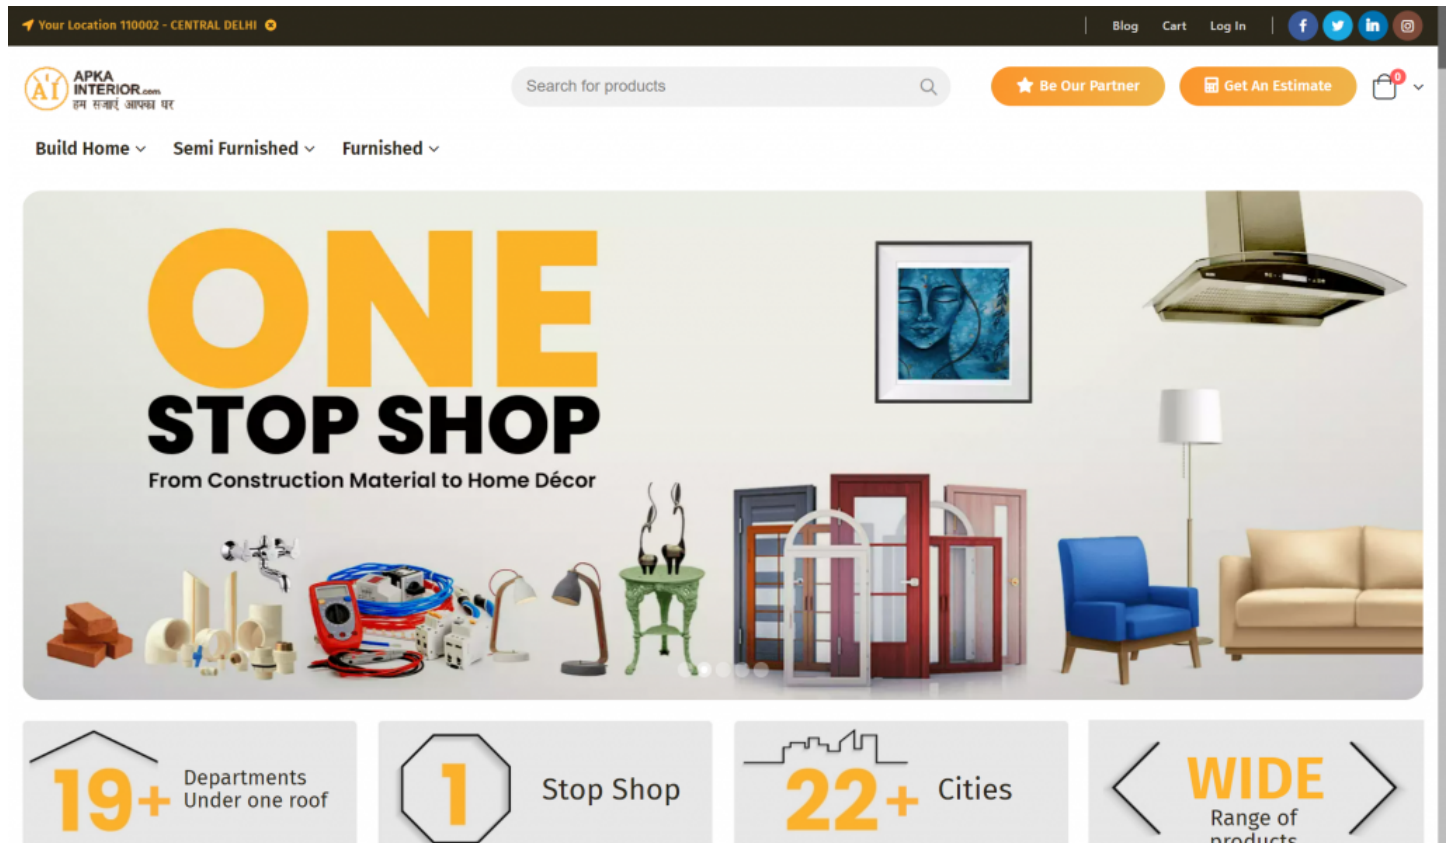 Your Location 110002 - CENTRAL DELHI
Blog Cart Log In
APKA
INTERIOR.com
हम सजाएं आपका घर
Search for products
Be Our Partner
Get An Estimate
0
Build Home Semi Furnished Furnished
ONE
STOP SHOP
From Construction Material to Home Décor
19+
Departments
Under one roof
1
Stop Shop
22+
Cities
WIDE
Range of
products